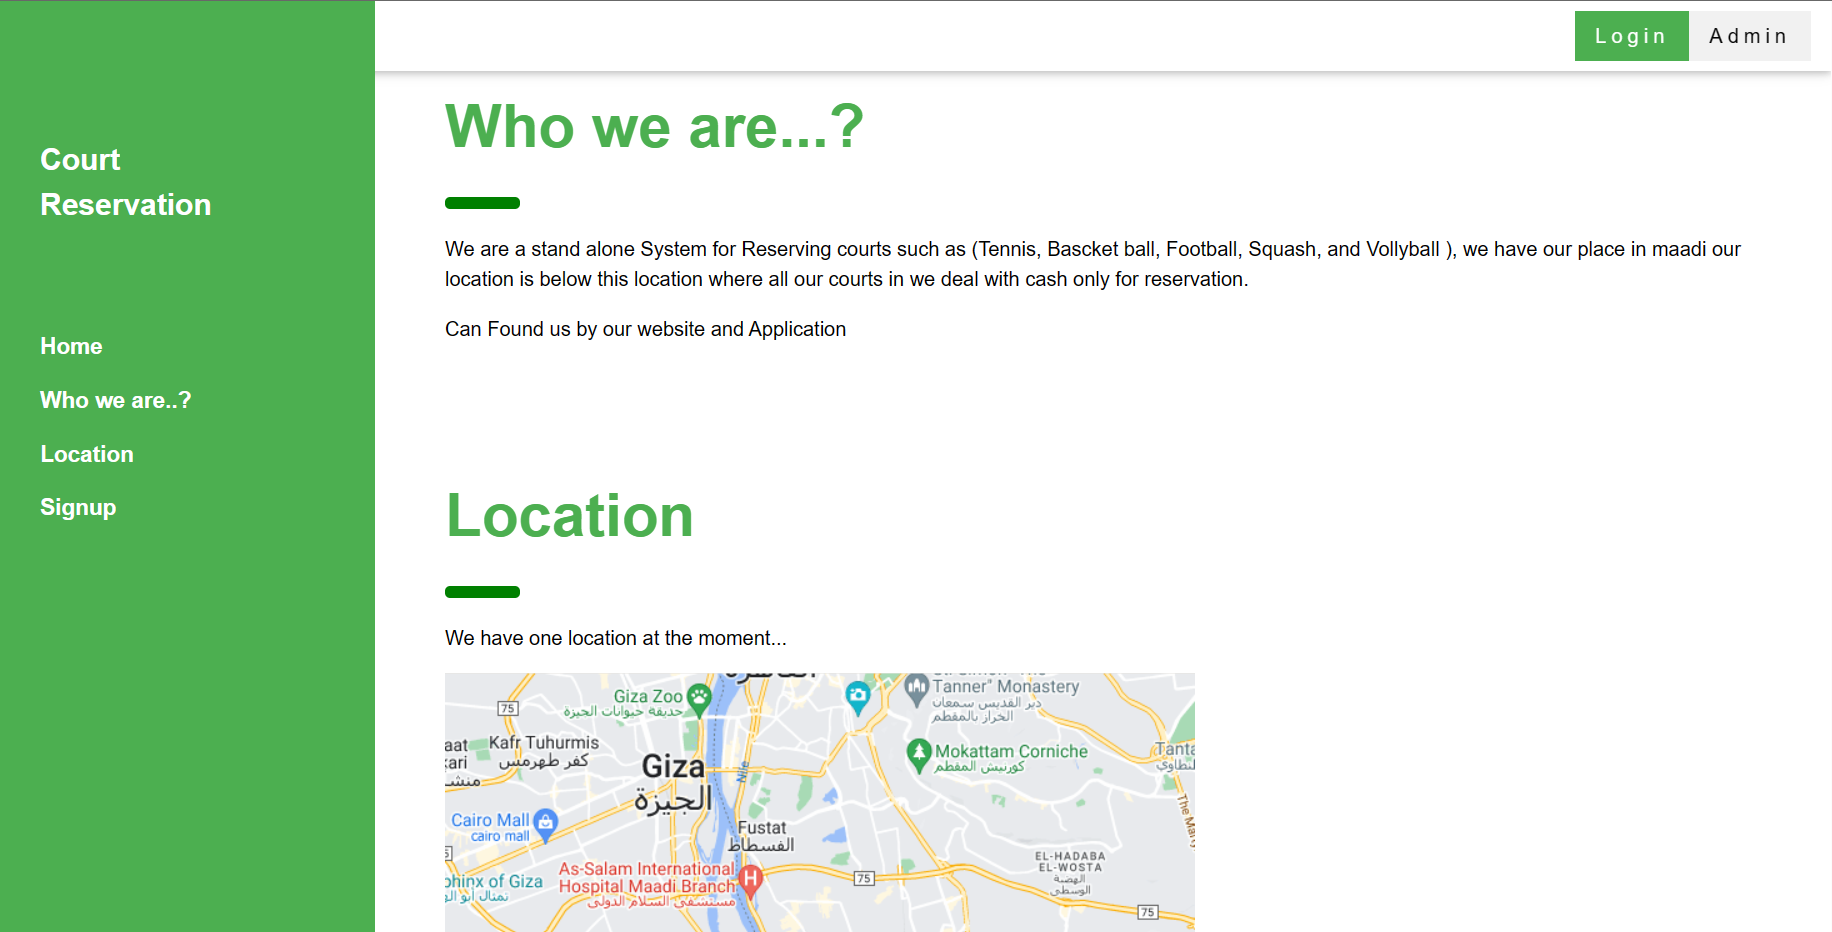 Login Admin
Court
Reservation
Home
Who we are..?
Location
Signup
Who we are...?
We are a stand alone System for Reserving courts such as (Tennis, Bascket ball, Football, Squash, and Vollyball ), we have our place in maadi our
location is below this location where all our courts in we deal with cash only for reservation.
Can Found us by our website and Application
Location
We have one location at the moment...
Giza Zoo
حديقة حيوانات الجيزة
75
Tanner" Monastery
دير القديس سمعان
الخراز بالمقطم
Kafr Tuhurmis
كفر طهرمس
Giza
الجيزة
Nile
Mokattam Corniche
كورنيش المقطم
Cairo Mall
cairo mall
Fustat
الفسطاط
As-Salam International
Hospital Maadi Branch
مستشفى السلام الدولى
75
EL-HADABA
EL-WOSTA
الهضبة
الوسطي
of Giza
75